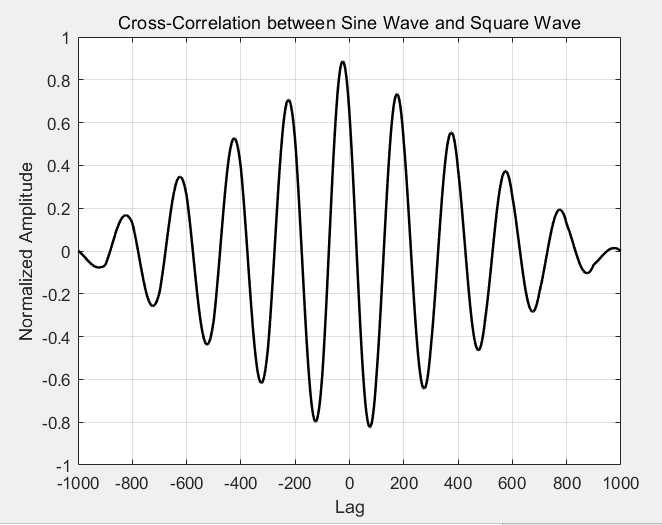 Cross-Correlation between Sine Wave and Square Wave
1
0.8
0.6
0.4
0.2
0
-0.2
-0.4
-0.6
-0.8
-1
Normalized Amplitude
-1000 -800 -600 -400 -200 0 200 400 600 800 1000
Lag